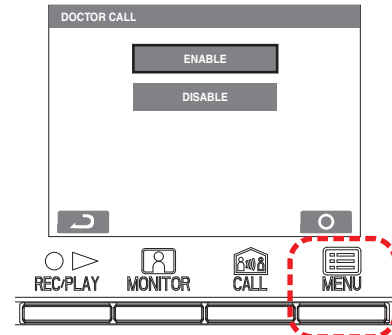 DOCTOR CALL
ENABLE
DISABLE
REC/PLAY MONITOR CALL MENU